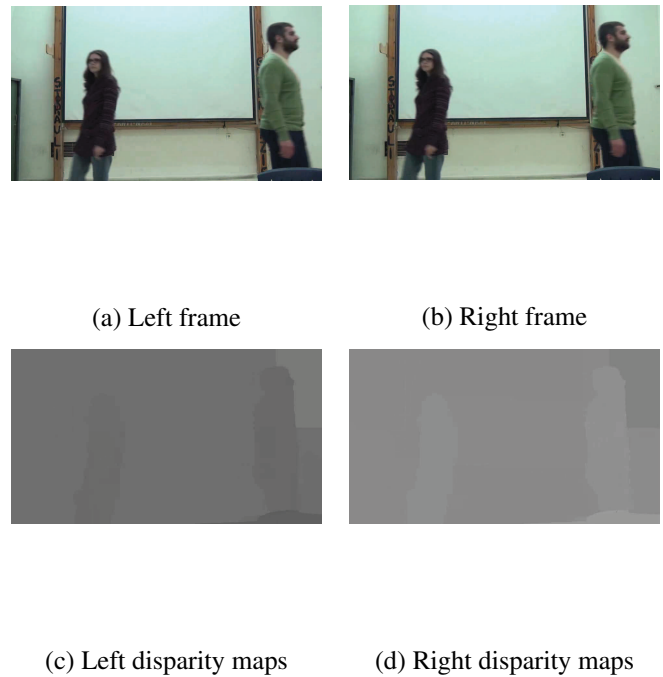 (a) Left frame
(b) Right frame
(c) Left disparity maps
(d) Right disparity maps